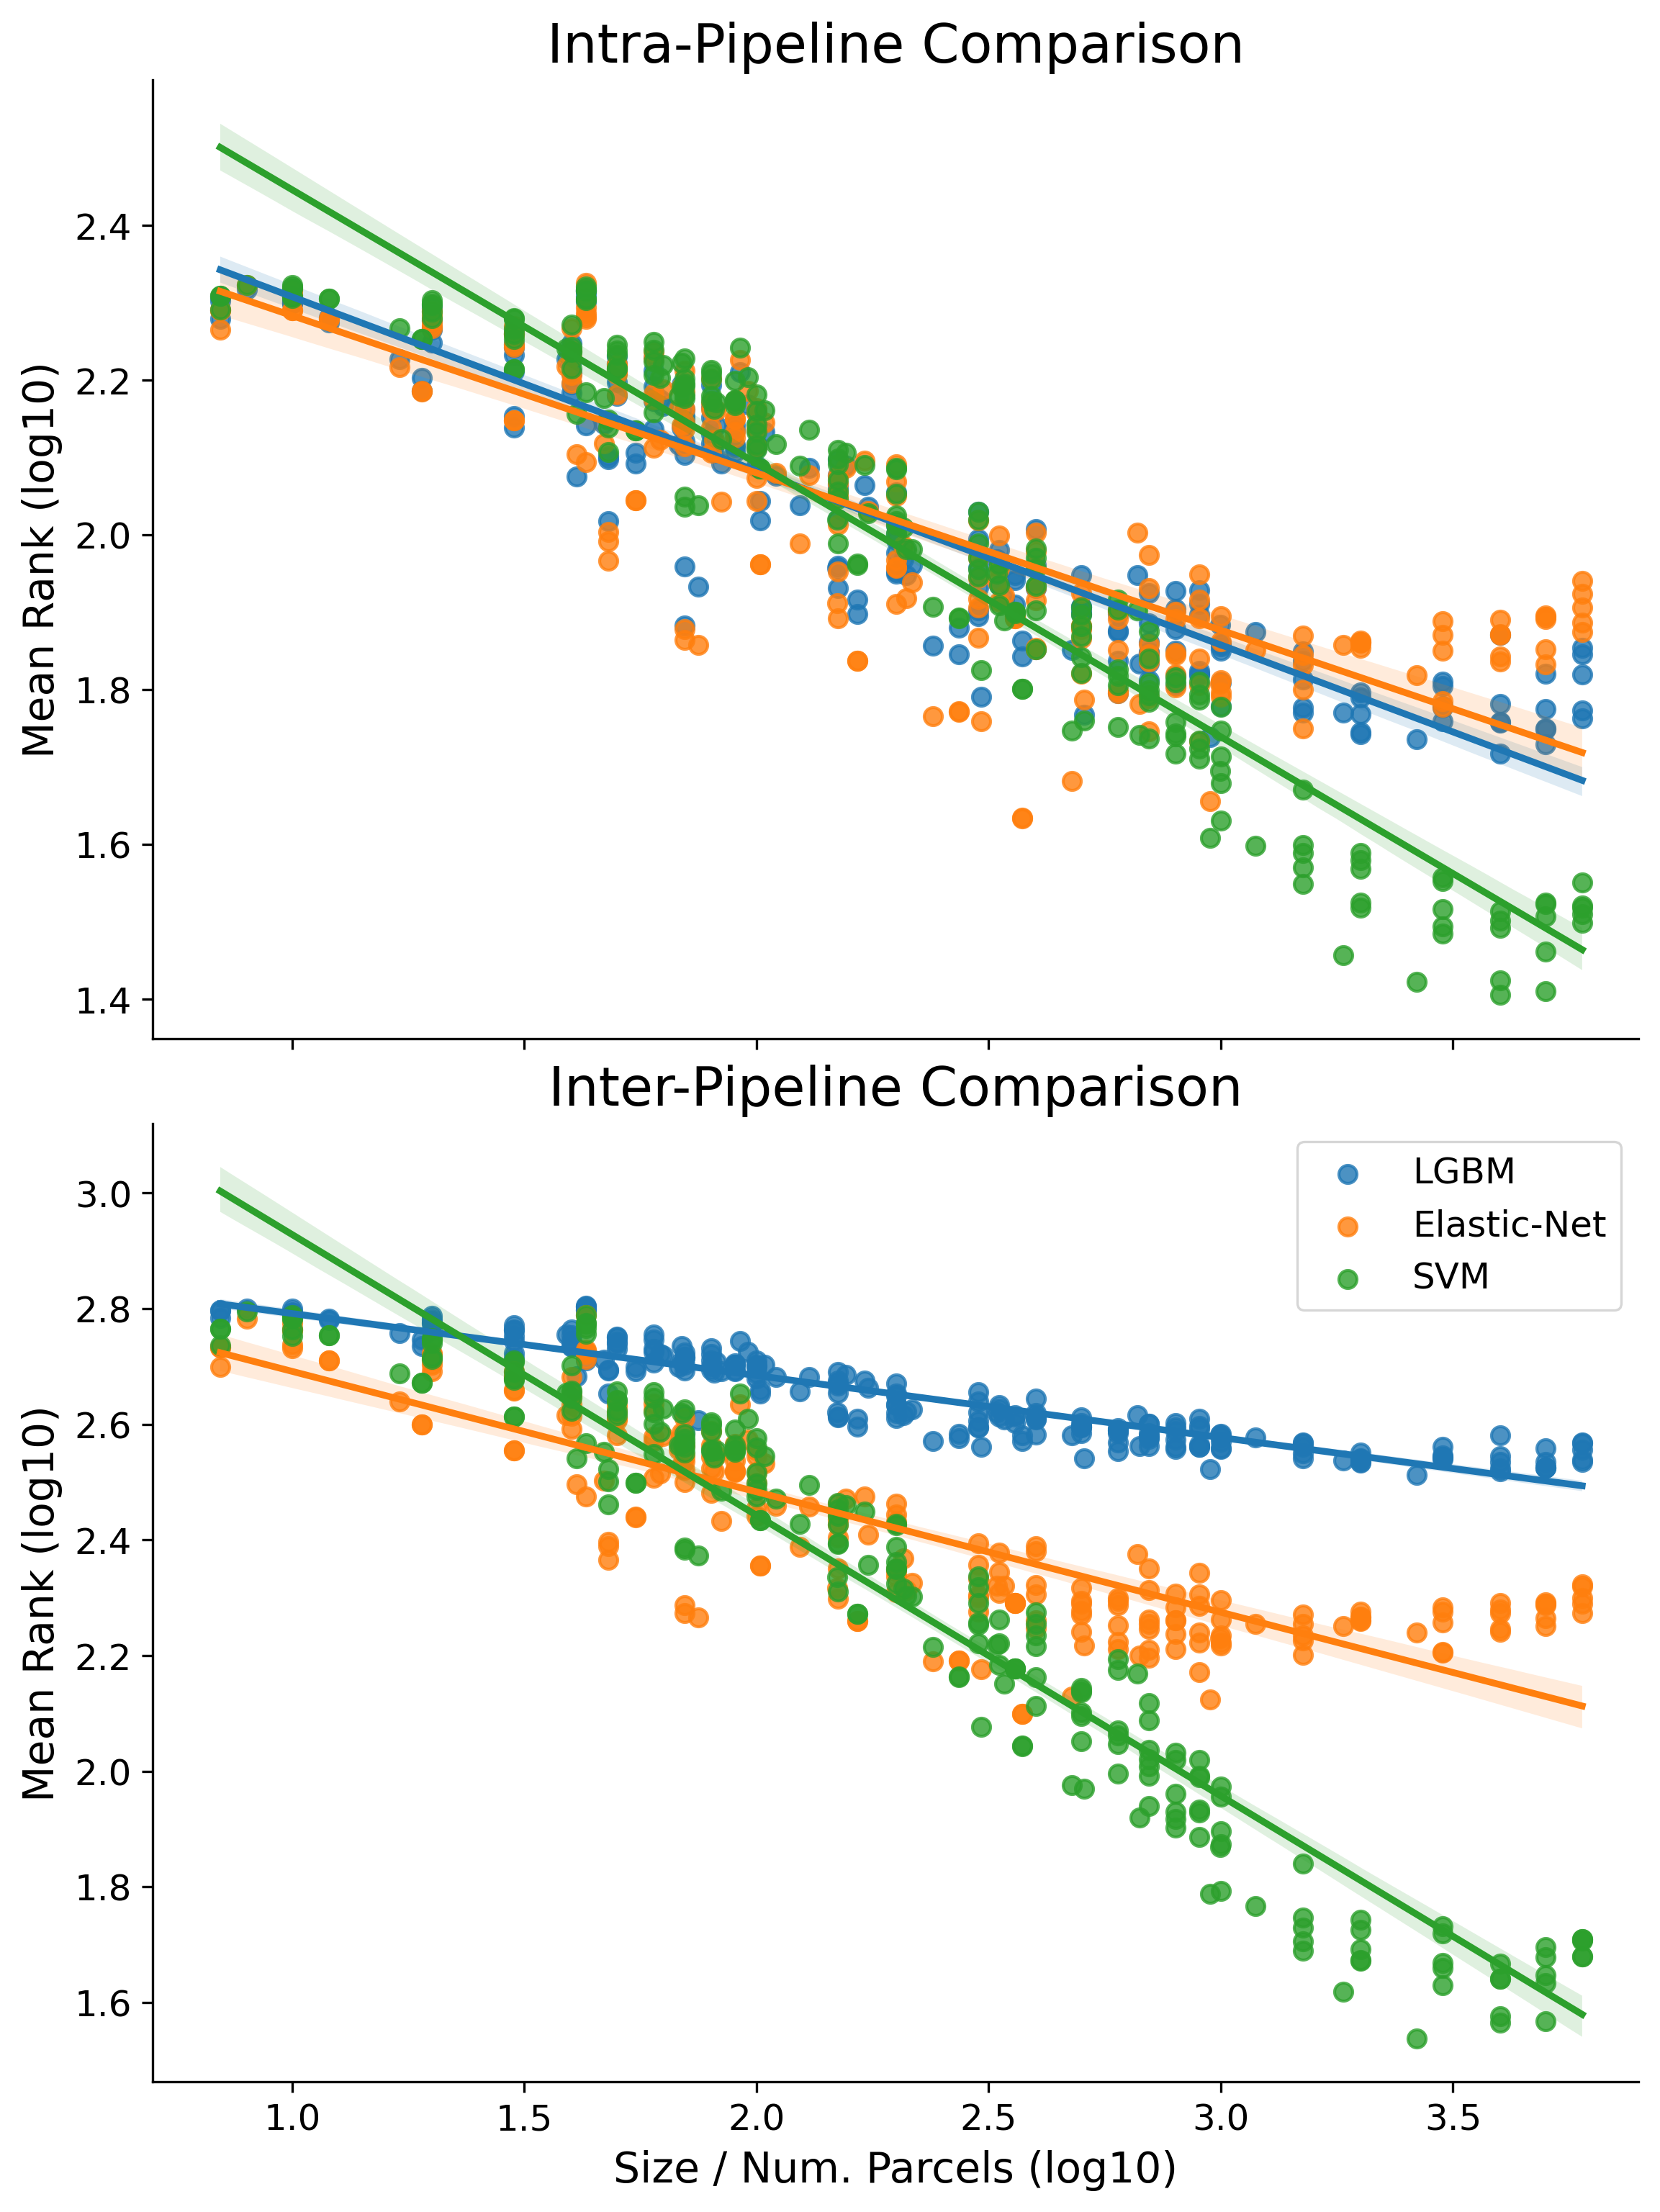 Intra-Pipeline Comparison
2.4
2.2
2.0
1.8
1.6
1.4
Mean Rank (log10)
Inter-Pipeline Comparison
LGBM
Elastic-Net
SVM
3.0
2.8
2.6
2.4
2.2
2.0
1.8
1.6
Mean Rank (log10)
1.0 1.5 2.0 2.5 3.0 3.5
Size / Num. Parcels (log10)